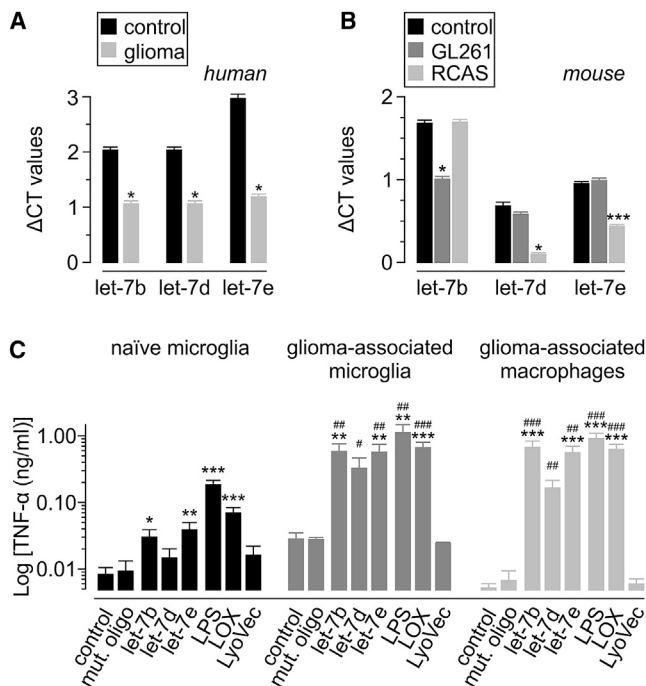 A
control
glioma
human
ΔCT values
3
2
1
0
*
*
*
let-7b let-7d let-7e
B
control
GL261
RCAS
mouse
ΔCT values
2
1
0
*
*
***
let-7b let-7d let-7e
C
naïve microglia
glioma-associated
microglia
glioma-associated
macrophages
Log [TNF-α (ng/ml)]
1.00
0.10
0.01
*
**
***
***
##
**
#
##
**
##
**
###
***
###
***
##
##
***
###
***
###
***
control
mut. oligo
let-7b
let-7d
let-7e
LPS
LOX
LyoVec
control
mut. oligo
let-7b
let-7d
let-7e
LPS
LOX
LyoVec
control
mut. oligo
let-7b
let-7d
let-7e
LPS
LOX
LyoVec